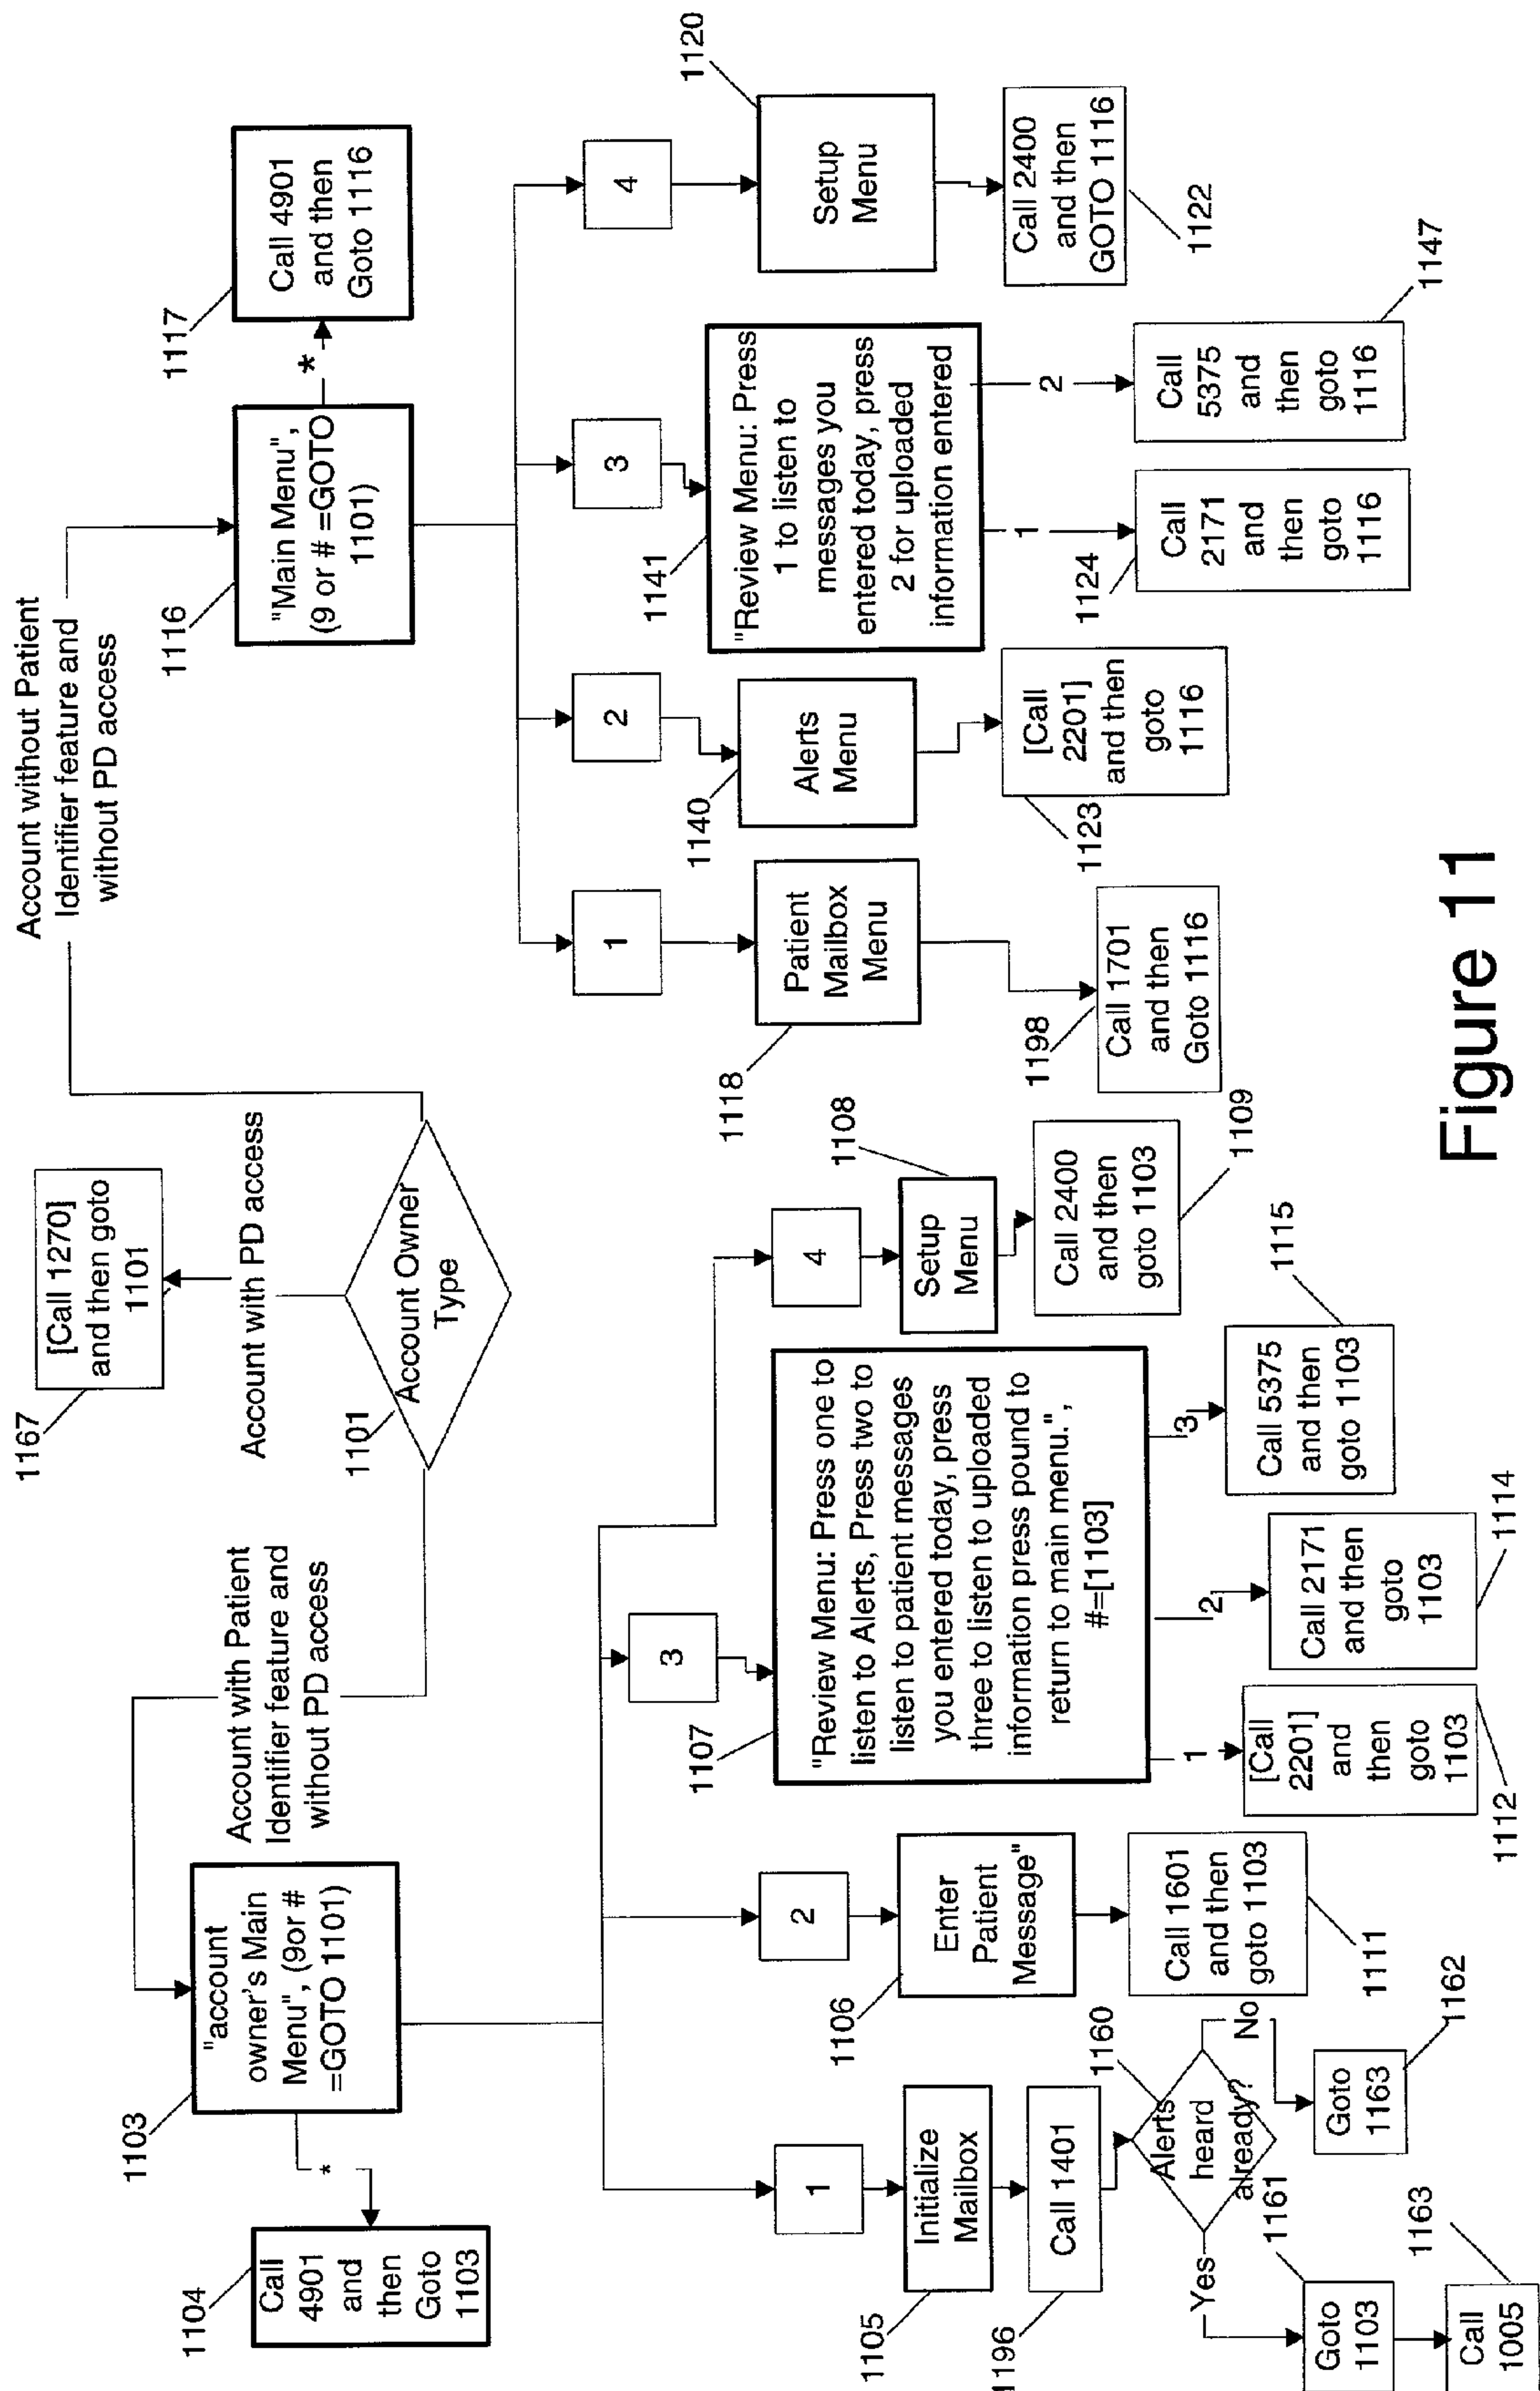 1167
[Call 1270]
and then goto
1101
Account with PD access
1101
Account Owner
Type
Account with Patient
Identifier feature and
without PD access
Account without Patient
Identifier feature and
without PD access
1103
"account
owner's Main
Menu", (9or #
=GOTO 1101)
*
1104
Call
4901
and
then
Goto
1103
1
2
3
4
1105
Initialize
Mailbox
1196
Call 1401
1160
Alerts
heard
already?
Yes
No
1161
Goto
1103
1163
Call
1005
1162
Goto
1163
1106
Enter
Patient
Message"
Call 1601
and then
goto 1103
1111
1107
"Review Menu: Press one to
listen to Alerts, Press two to
listen to patient messages
you entered today, press
three to listen to uploaded
information press pound to
return to main menu.",
#=[1103]
1
[Call
2201]
and
then
goto
1103
1112
2
Call 2171
and then
goto
1103
1114
3
Call 5375
and then
goto 1103
1115
1108
Setup
Menu
Call 2400
and then
goto 1103
1109
1116
"Main Menu",
(9 or # =GOTO
1101)
*
1117
Call 4901
and then
Goto 1116
1
2
3
4
1118
Patient
Mailbox
Menu
1198
Call 1701
and then
Goto 1116
1140
Alerts
Menu
1123
[Call
2201]
and then
goto
1116
1141
"Review Menu: Press
1 to listen to
messages you
entered today, press
2 for uploaded
information entered
1
1124
Call
2171
and
then
goto
1116
2
Call
5375
and
then
goto
1116
1147
1120
Setup
Menu
Call 2400
and then
GOTO 1116
1122
Figure 11